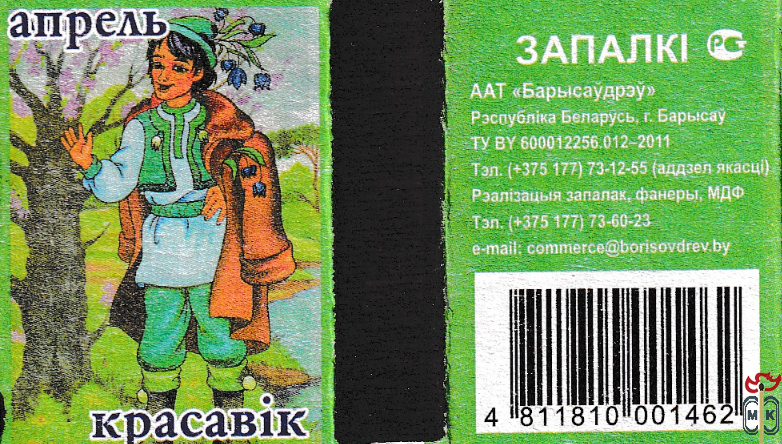 апрель
красавік
ЗАПАЛКІ РС
ААТ «Барысаўдрэў»
Рэспубліка Беларусь, г. Барысаў
ТУ BY 600012256.012–2011
Тэл. (+375 177) 73-12-55 (аддзел якасці)
Рэалізацыя запалак, фанеры, МДФ
Тэл. (+375 177) 73-60-23
e-mail: commerce@borisovdrev.by
4 811810 001462
М К